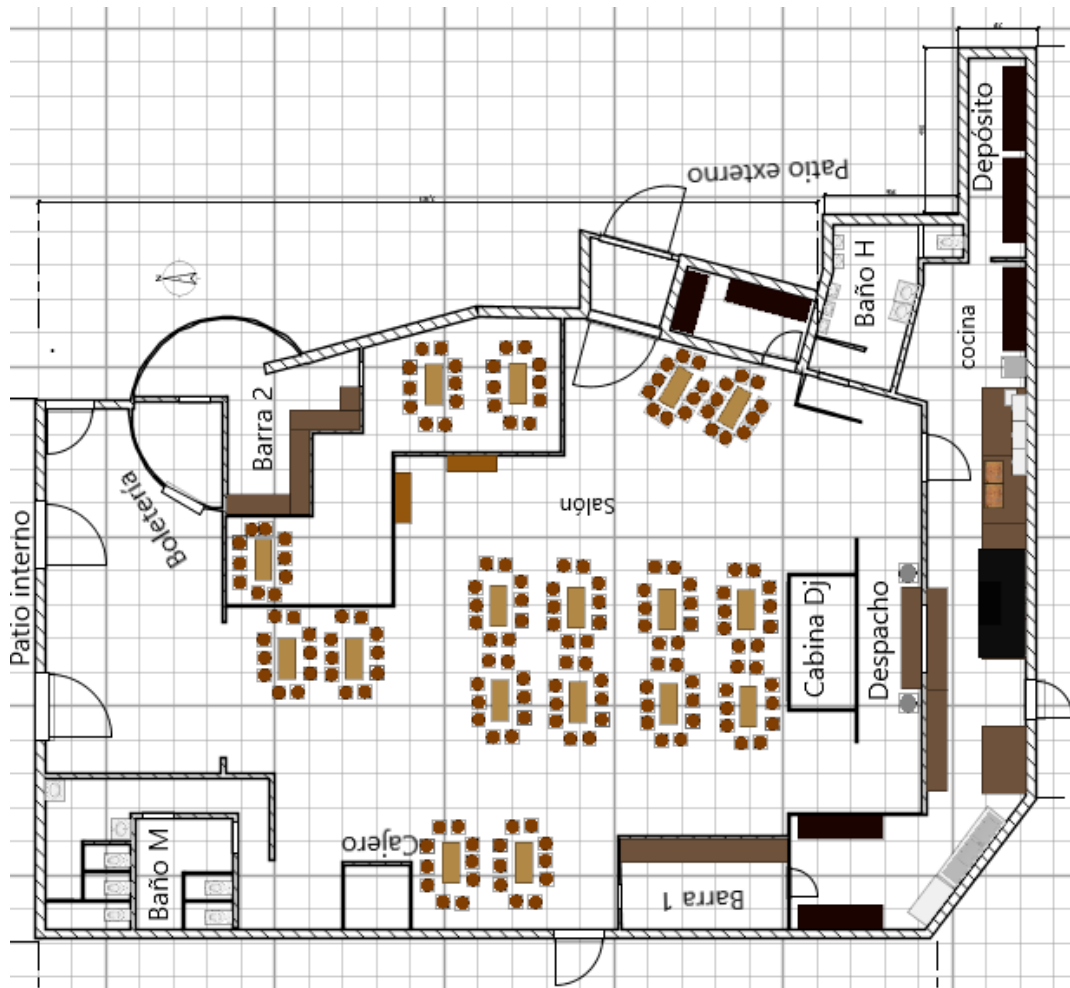 Depósito
Patio externo
Baño H
cocina
Barra 2
Boletería
Salón
Patio interno
Cabina Dj
Despacho
Cajero
Baño M
Barra 1